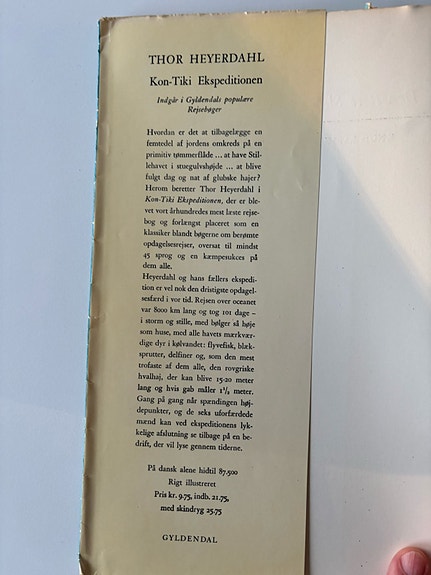 THOR HEYERDAHL
Kon-Tiki Ekspeditionen
Indgår i Gyldendals populære
Rejsebøger
Hvordan er det at tilbagelægge en
femtedel af jordens omkreds på en
primitiv tømmerflåde ... at have Stil-
lehavet i stuegulvshøjde ... at blive
fulgt dag og nat af glubske hajer?
Herom beretter Thor Heyerdahl i
Kon-Tiki Ekspeditionen, der er ble-
vet vort århundredes mest læste rejse-
bog og forlængst placeret som en
klassiker blandt bøgerne om berømte
opdagelsesrejser, oversat til mindst
45 sprog og en kæmpesukces på
dem alle.
Heyerdahl og hans fællers ekspedi-
tion er vel nok den dristigste opdagel-
sesfærd i vor tid. Rejsen over oceanet
var 8000 km lang og tog 101 dage –
i storm og stille, med bølger så høje
som huse, med alle havets mærkvær-
dige dyr i kølvandet: flyvefisk, blæk-
sprutter, delfiner og, som den mest
trofaste af dem alle, den rovgriske
hvalhaj, der kan blive 15-20 meter
lang og hvis gab måler 1½ meter.
Gang på gang når spændingen høj-
depunkter, og de seks uforfærdede
mænd kan ved ekspeditionens lyk-
kelige afslutning se tilbage på en be-
drift, der vil lyse gennem tiderne.
På dansk alene hidtil 87.500
Rigt illustreret
Pris kr. 9.75, indb. 21.75,
med skindryg 25.75
GYLDENDAL